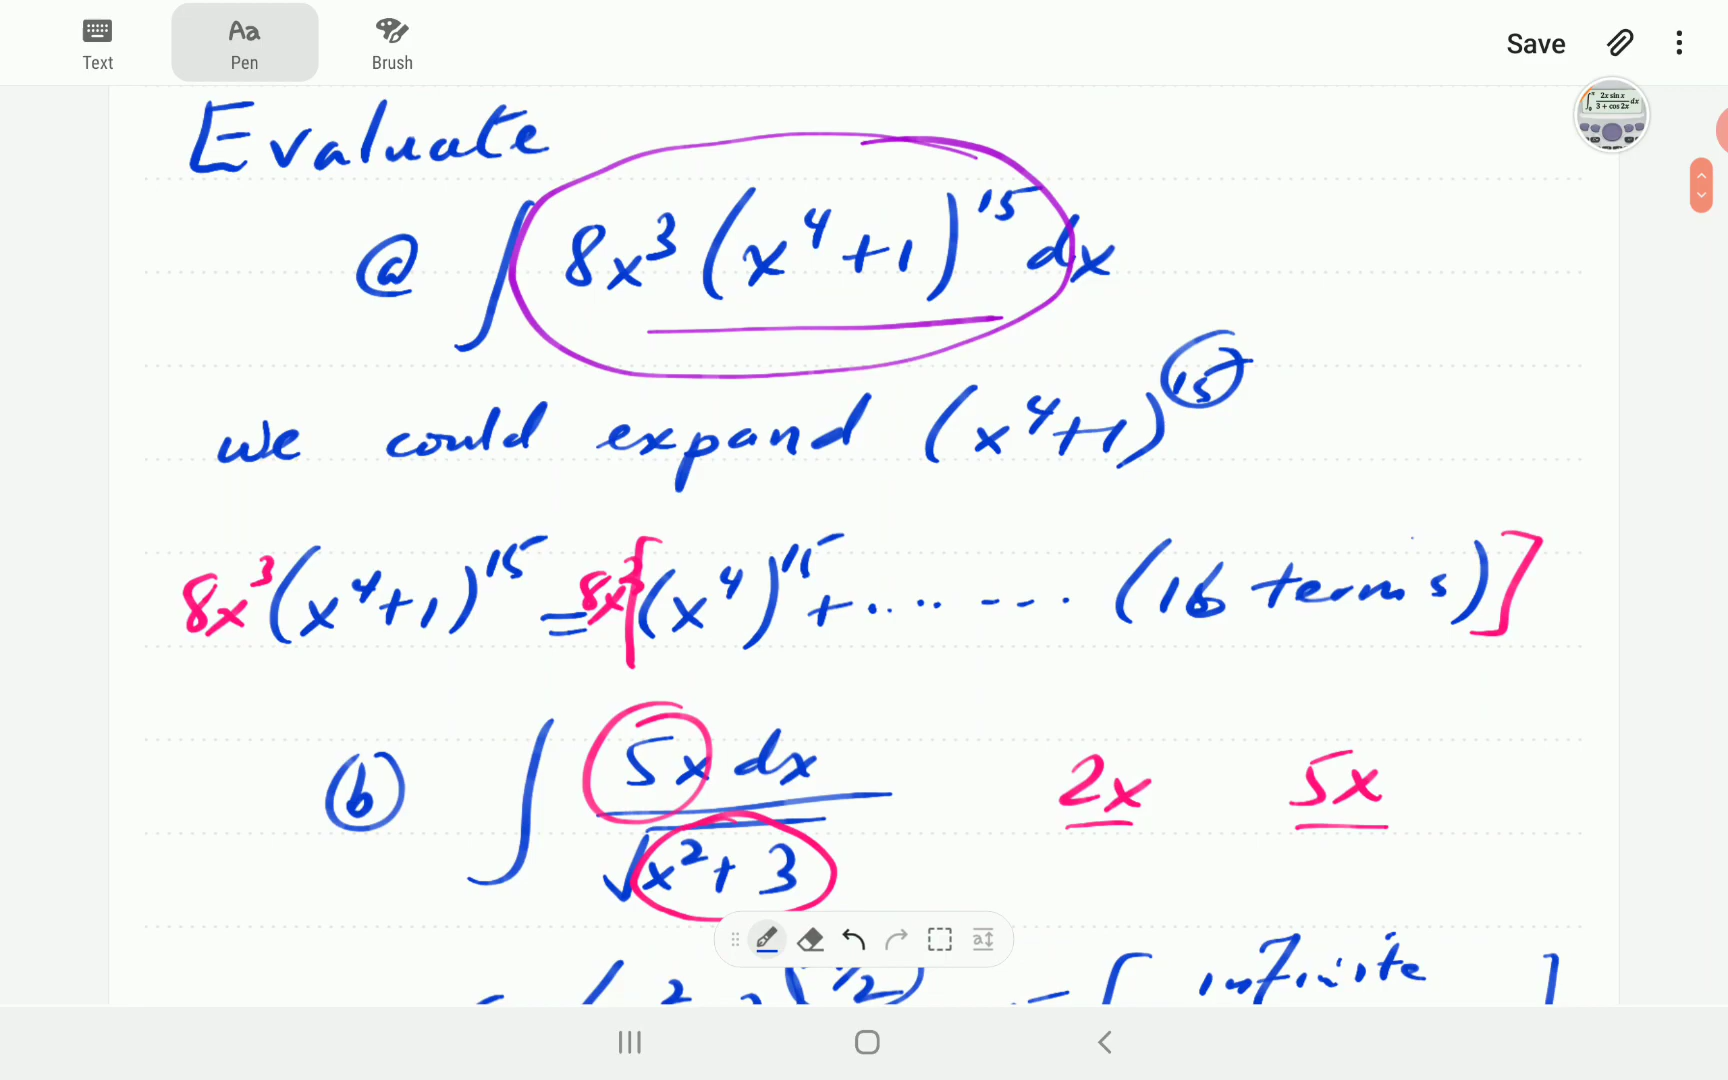 Text Pen Brush Save
Evaluate
ⓐ ∫ 8x³(x⁴+1)¹⁵ dx
we could expand (x⁴+1)¹⁵
8x³(x⁴+1)¹⁵ = 8x³[(x⁴)¹⁵ + ........ (16 terms)]
ⓑ ∫ 5x dx / √(x²+3) 2x 5x
infinite